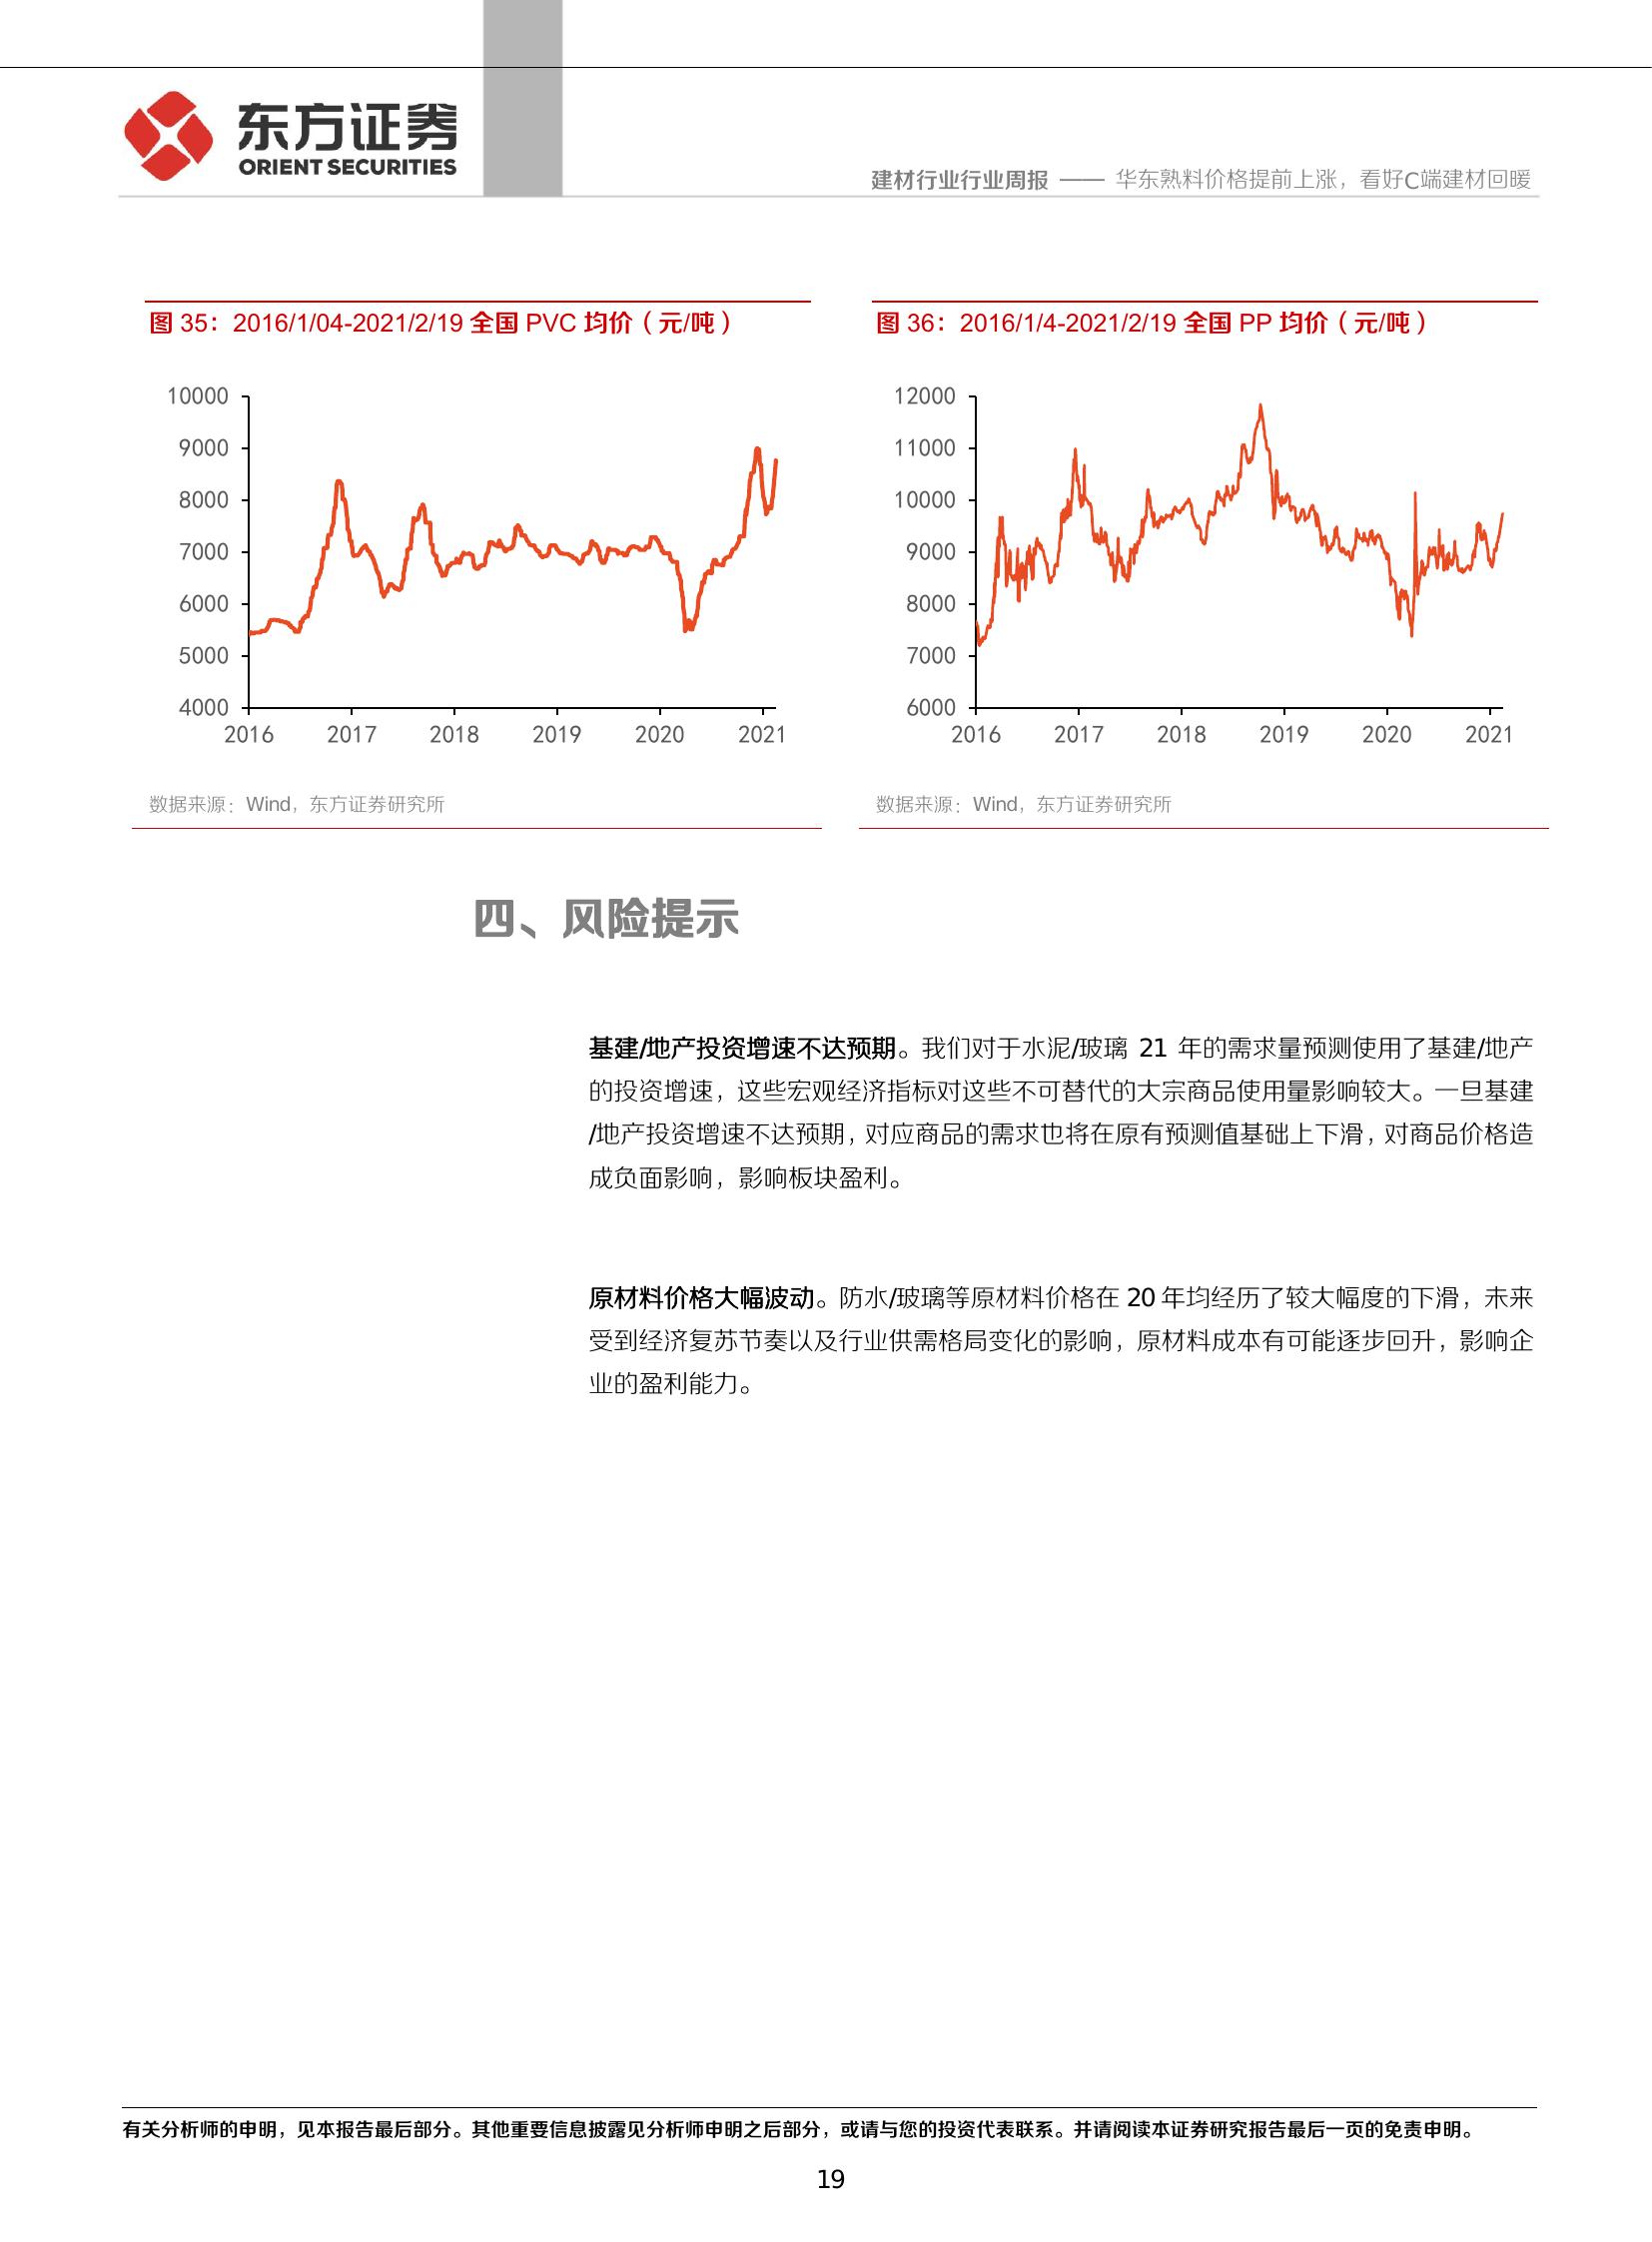 东方证券
ORIENT SECURITIES
建材行业行业周报 —— 华东熟料价格提前上涨，看好C端建材回暖
图 35：2016/1/04-2021/2/19 全国 PVC 均价（元/吨）
10000
9000
8000
7000
6000
5000
4000
2016 2017 2018 2019 2020 2021
数据来源：Wind，东方证券研究所
图 36：2016/1/4-2021/2/19 全国 PP 均价（元/吨）
12000
11000
10000
9000
8000
7000
6000
2016 2017 2018 2019 2020 2021
数据来源：Wind，东方证券研究所
四、风险提示
基建/地产投资增速不达预期。我们对于水泥/玻璃 21 年的需求量预测使用了基建/地产
的投资增速，这些宏观经济指标对这些不可替代的大宗商品使用量影响较大。一旦基建
/地产投资增速不达预期，对应商品的需求也将在原有预测值基础上下滑，对商品价格造
成负面影响，影响板块盈利。
原材料价格大幅波动。防水/玻璃等原材料价格在 20 年均经历了较大幅度的下滑，未来
受到经济复苏节奏以及行业供需格局变化的影响，原材料成本有可能逐步回升，影响企
业的盈利能力。
有关分析师的申明，见本报告最后部分。其他重要信息披露见分析师申明之后部分，或请与您的投资代表联系。并请阅读本证券研究报告最后一页的免责申明。
19